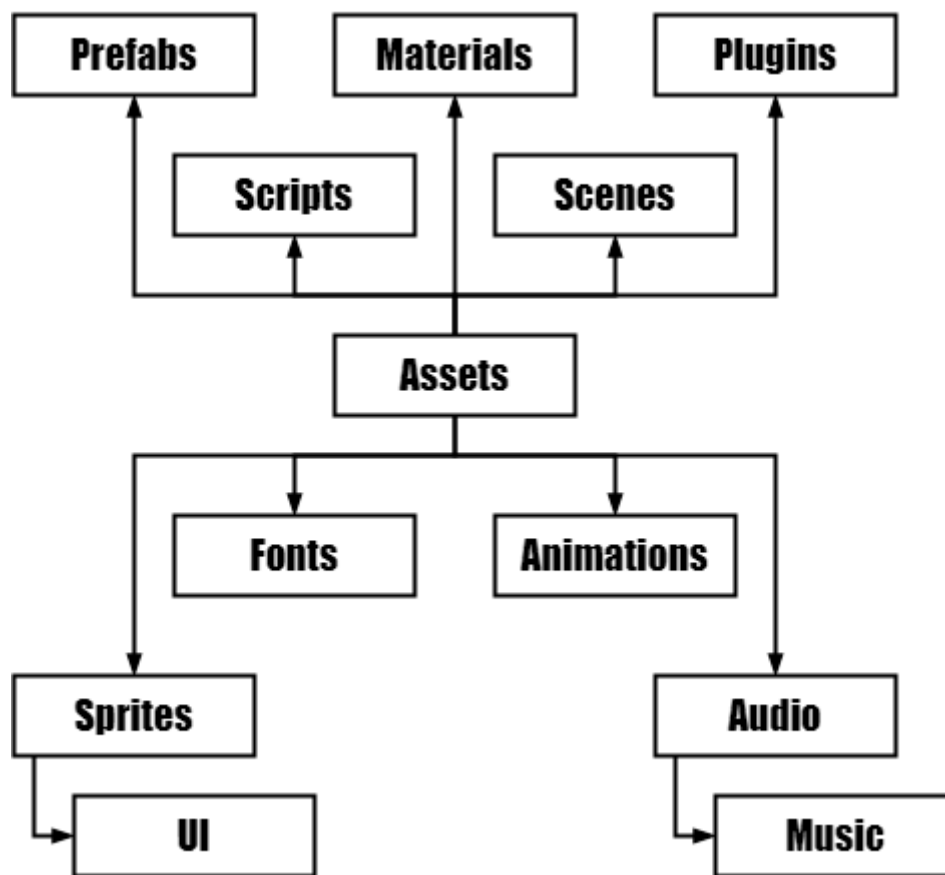 Prefabs
Materials
Plugins
Scripts
Scenes
Assets
Fonts
Animations
Sprites
Audio
UI
Music